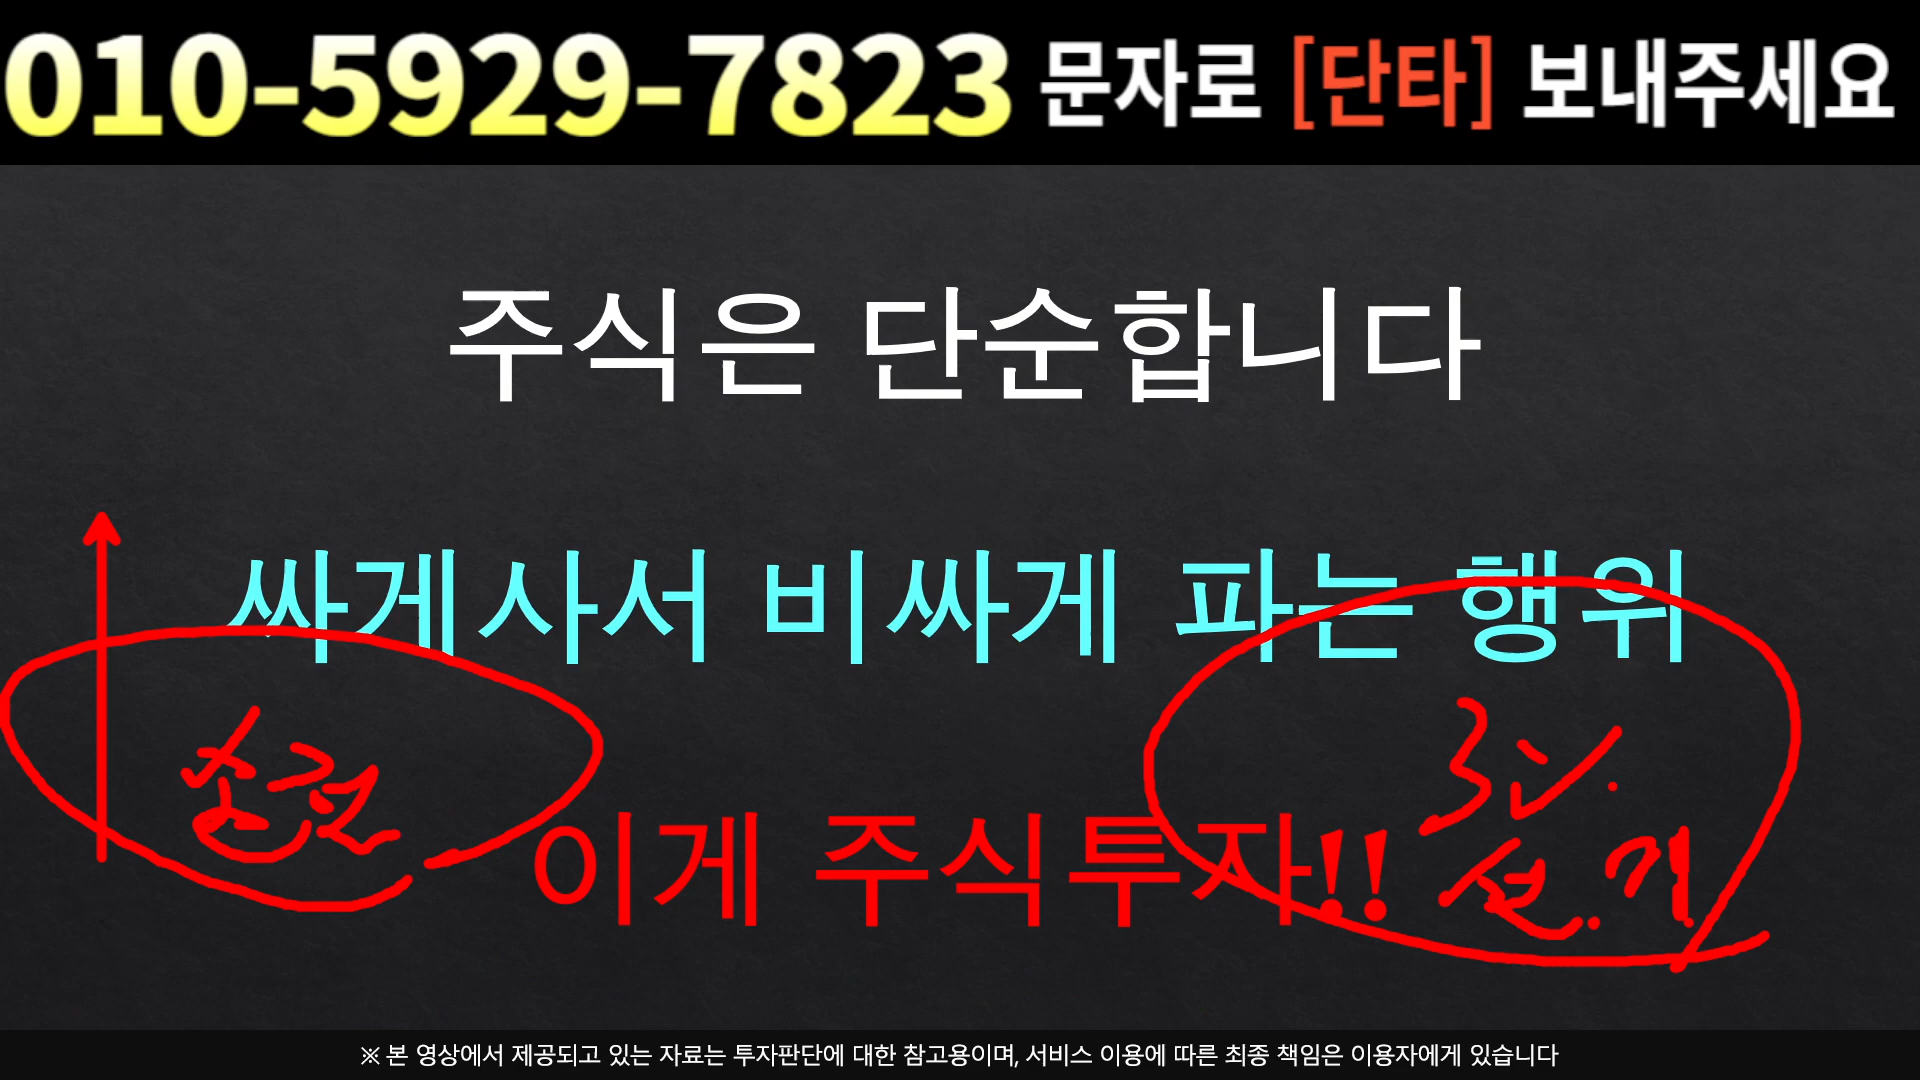 010-5929-7823 문자로 [단타] 보내주세요
주식은 단순합니다
싸게사서 비싸게 파는 행위
손절
3%.
이게 주식투자!!
※ 본 영상에서 제공되고 있는 자료는 투자판단에 대한 참고용이며, 서비스 이용에 따른 최종 책임은 이용자에게 있습니다